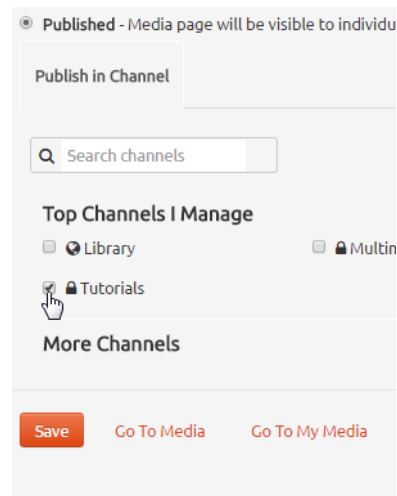 Published - Media page will be visible to individu
Publish in Channel
Search channels
Top Channels I Manage
Library
Multin
Tutorials
More Channels
Save Go To Media Go To My Media